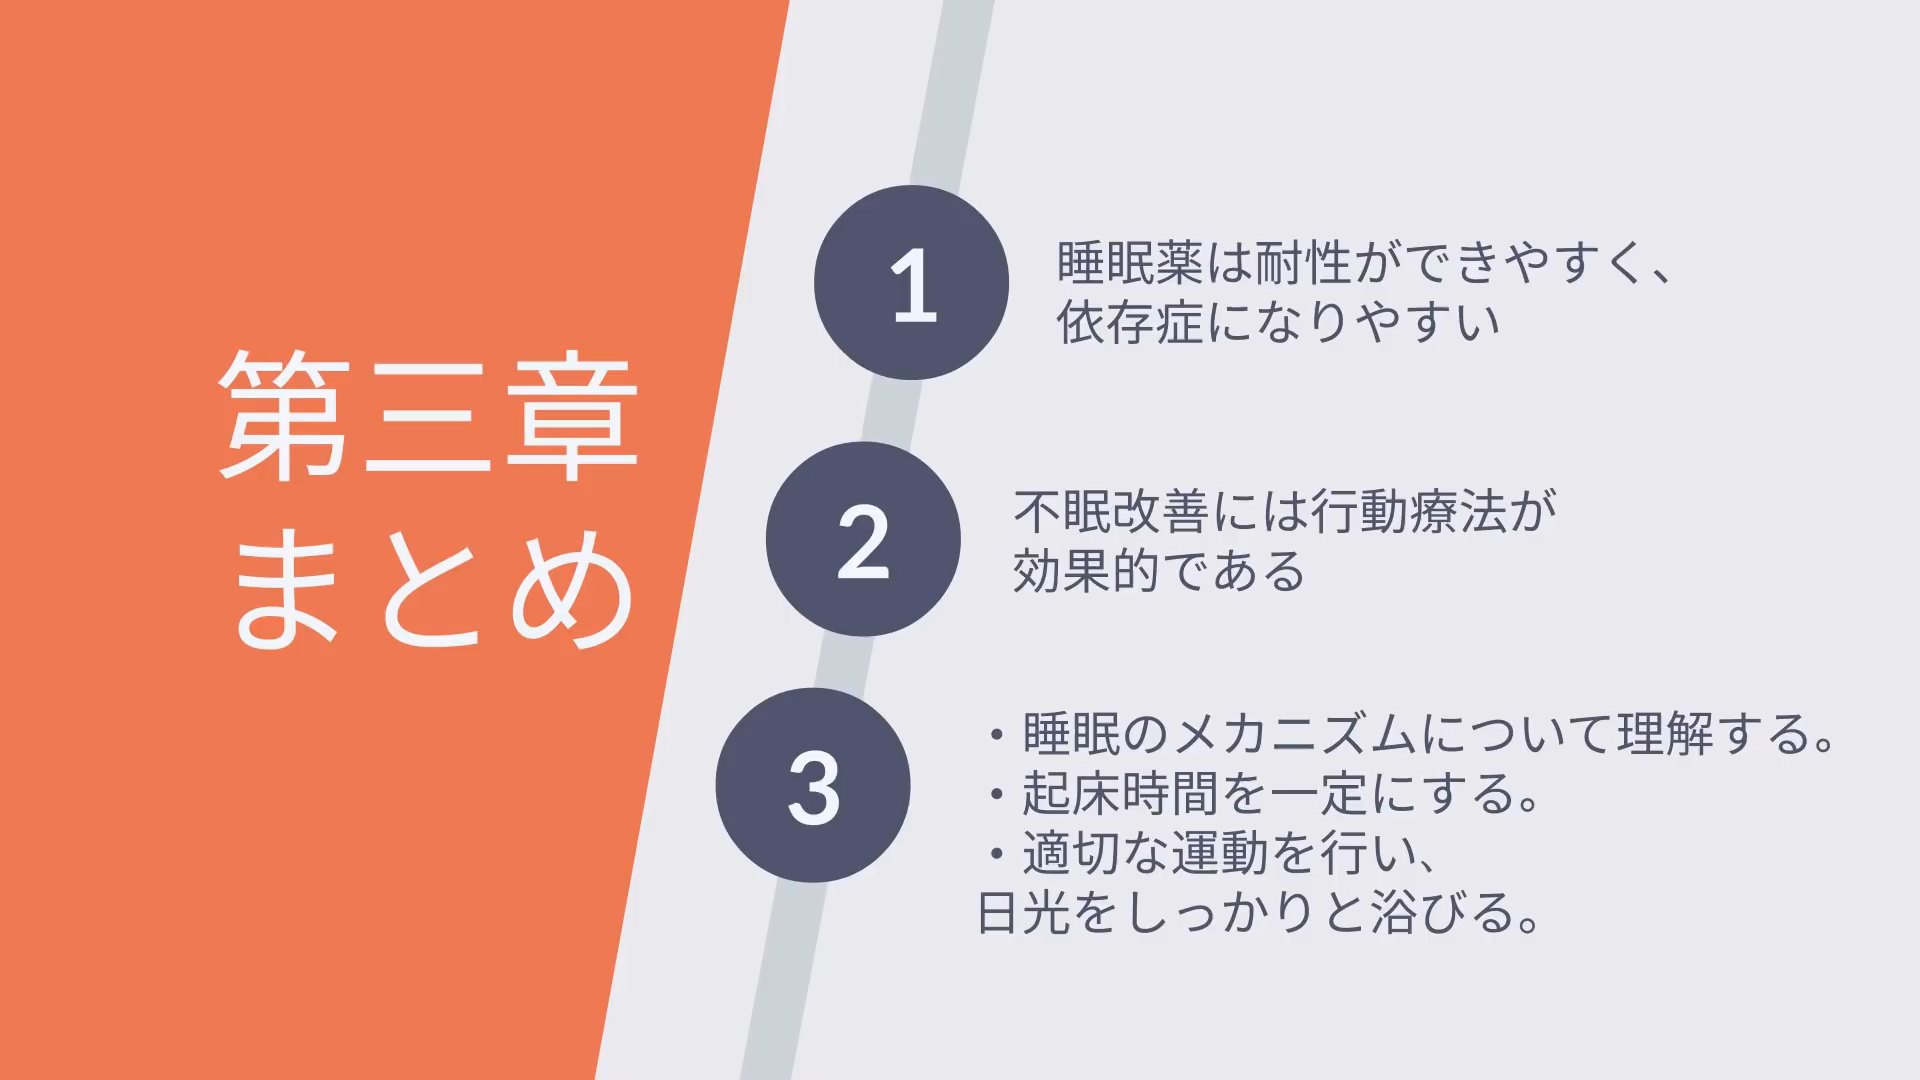 第三章
まとめ
1
睡眠薬は耐性ができやすく、
依存症になりやすい
2
不眠改善には行動療法が
効果的である
3
・睡眠のメカニズムについて理解する。
・起床時間を一定にする。
・適切な運動を行い、
日光をしっかりと浴びる。